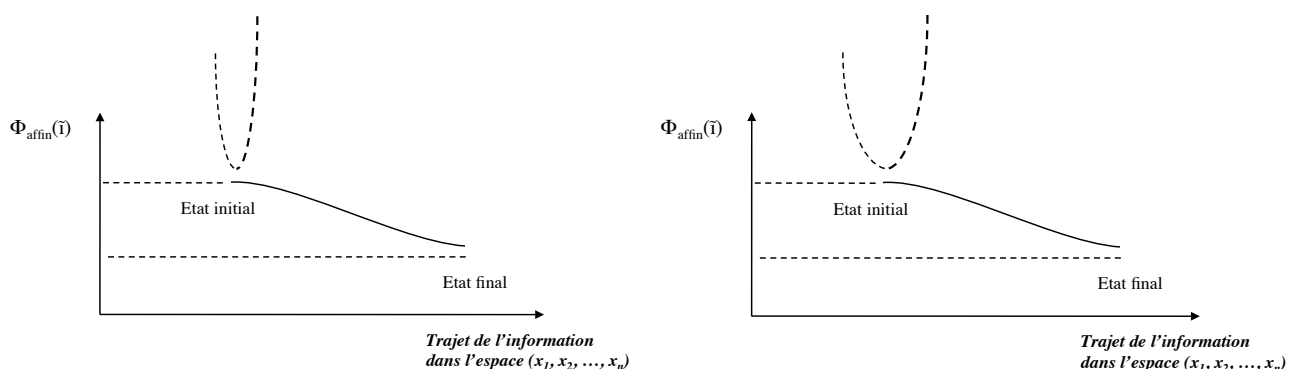 Φaffin(ĩ)
Etat initial
Etat final
Trajet de l’information
dans l’espace (x1, x2, …, xn)
Φaffin(ĩ)
Etat initial
Etat final
Trajet de l’information
dans l’espace (x1, x2, …, xn)